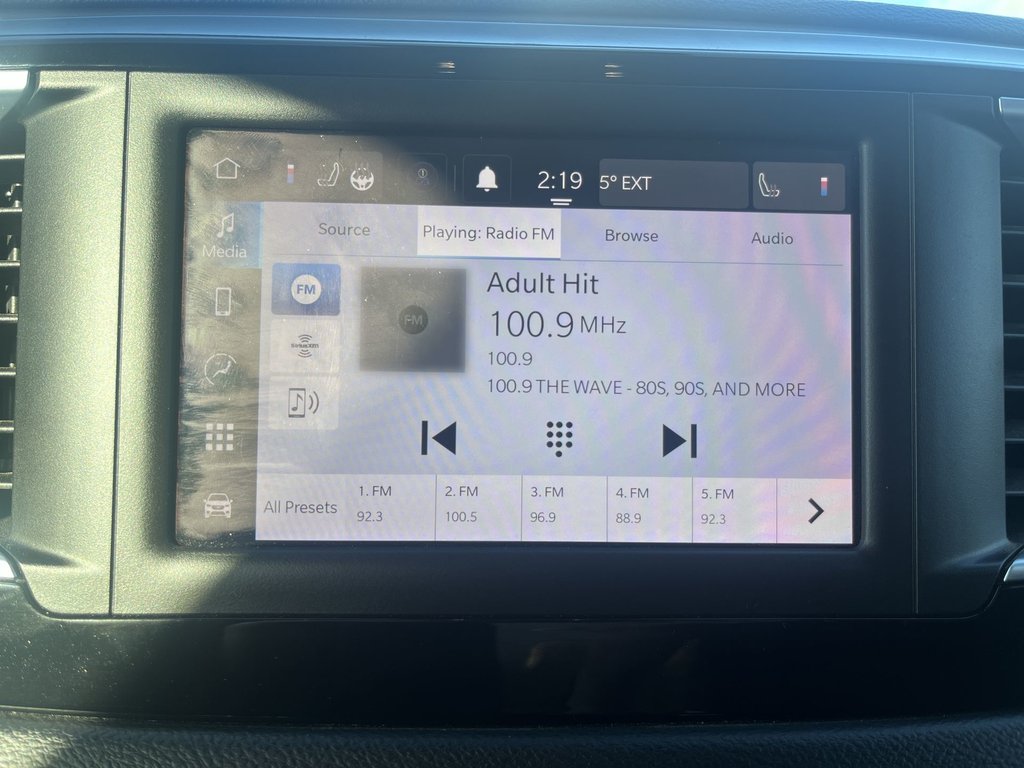 2:19
5° EXT
Media
Source
Playing: Radio FM
Browse
Audio
FM
FM
Adult Hit
100.9 MHz
100.9
100.9 THE WAVE - 80S, 90S, AND MORE
siriusxm
All Presets
1. FM
92.3
2. FM
100.5
3. FM
96.9
4. FM
88.9
5. FM
92.3